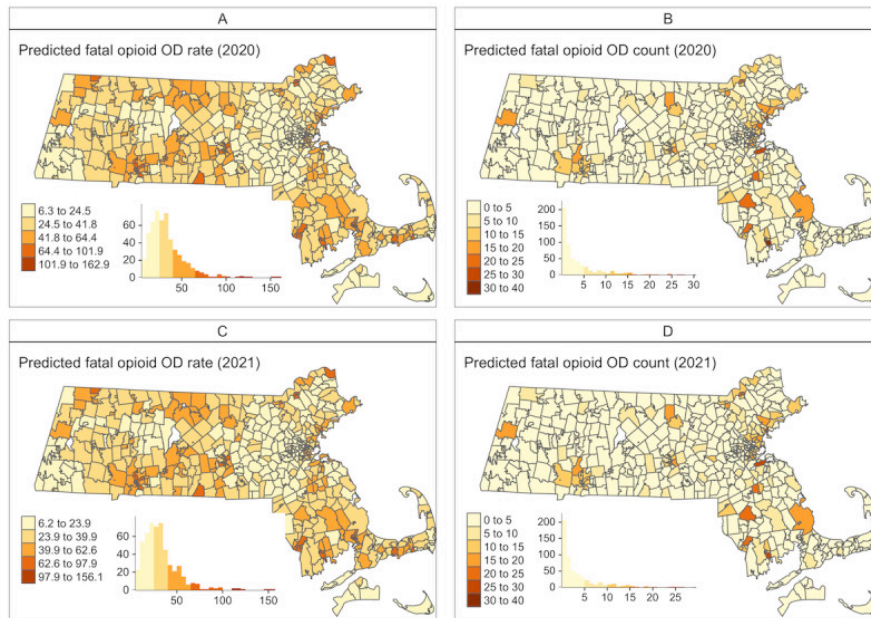 A
Predicted fatal opioid OD rate (2020)
6.3 to 24.5
24.5 to 41.8
41.8 to 64.4
64.4 to 101.9
101.9 to 162.9
60
40
20
0
50
100
150
B
Predicted fatal opioid OD count (2020)
0 to 5
5 to 10
10 to 15
15 to 20
20 to 25
25 to 30
30 to 40
200
150
100
50
0
5
10
15
20
25
30
C
Predicted fatal opioid OD rate (2021)
6.2 to 23.9
23.9 to 39.9
39.9 to 62.6
62.6 to 97.9
97.9 to 156.1
60
40
20
0
50
100
150
D
Predicted fatal opioid OD count (2021)
0 to 5
5 to 10
10 to 15
15 to 20
20 to 25
25 to 30
30 to 40
200
150
100
50
0
5
10
15
20
25